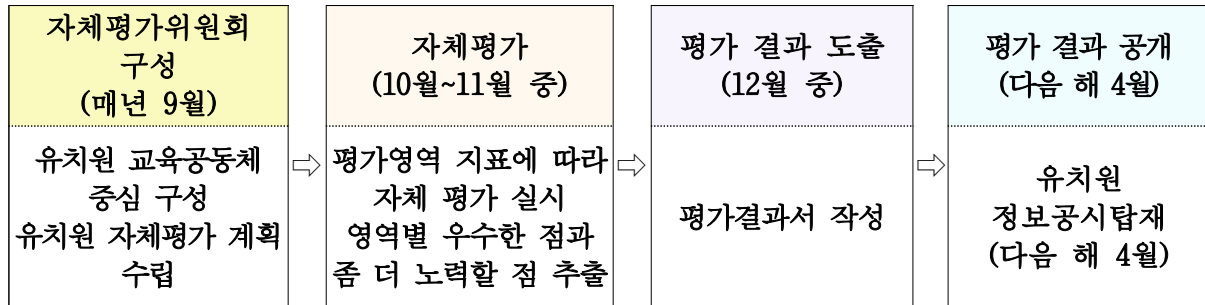 자체평가위원회
구성
(매년 9월)
유치원 교육공동체
중심 구성
유치원 자체평가 계획
수립
⇨
자체평가
(10월~11월 중)
평가영역 지표에 따라
자체 평가 실시
영역별 우수한 점과
좀 더 노력할 점 추출
⇨
평가 결과 도출
(12월 중)
평가결과서 작성
⇨
평가 결과 공개
(다음 해 4월)
유치원
정보공시탑재
(다음 해 4월)